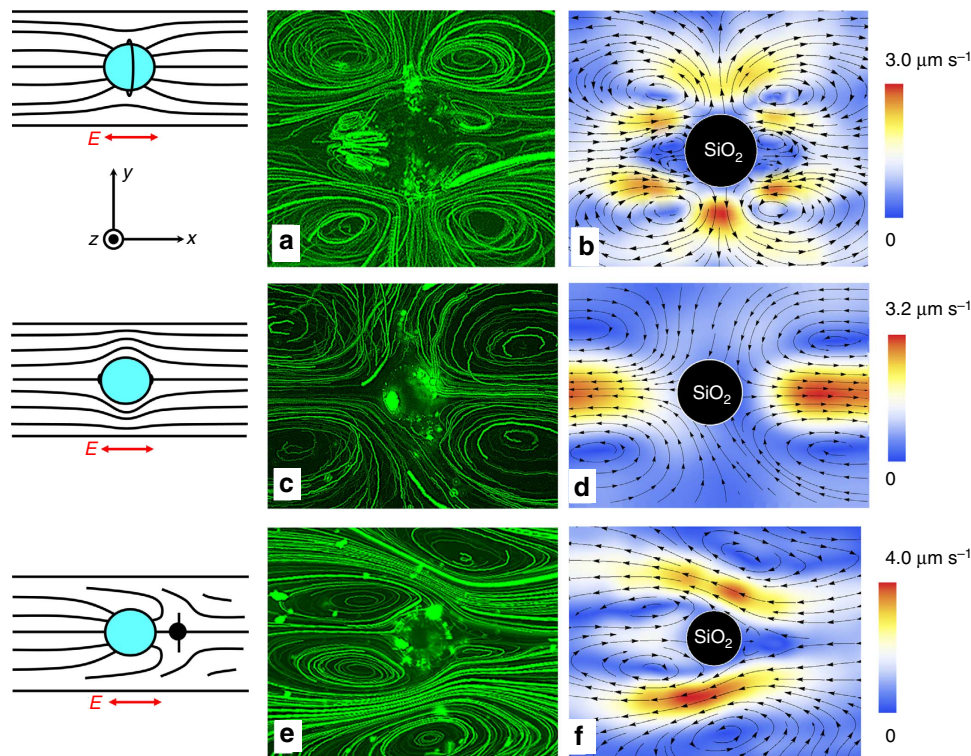 E
y
z
x
a
b
SiO₂
3.0 μm s⁻¹
0
E
c
d
SiO₂
3.2 μm s⁻¹
0
E
e
f
SiO₂
4.0 μm s⁻¹
0